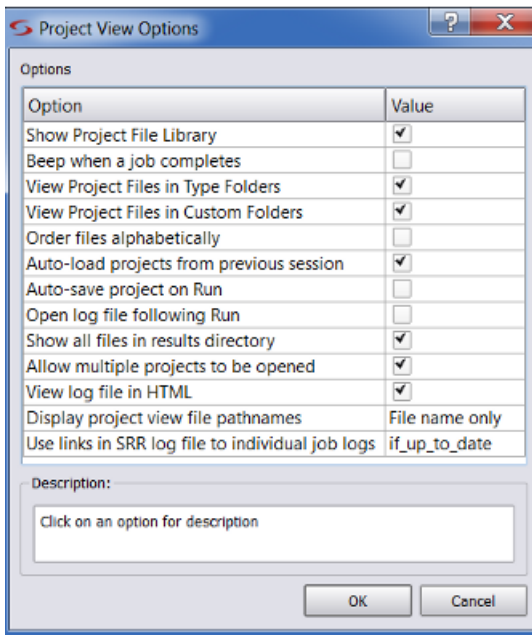 Project View Options
Options
Option Value
Show Project File Library
Beep when a job completes
View Project Files in Type Folders
View Project Files in Custom Folders
Order files alphabetically
Auto-load projects from previous session
Auto-save project on Run
Open log file following Run
Show all files in results directory
Allow multiple projects to be opened
View log file in HTML
Display project view file pathnames File name only
Use links in SRR log file to individual job logs if_up_to_date
Description:
Click on an option for description
OK Cancel